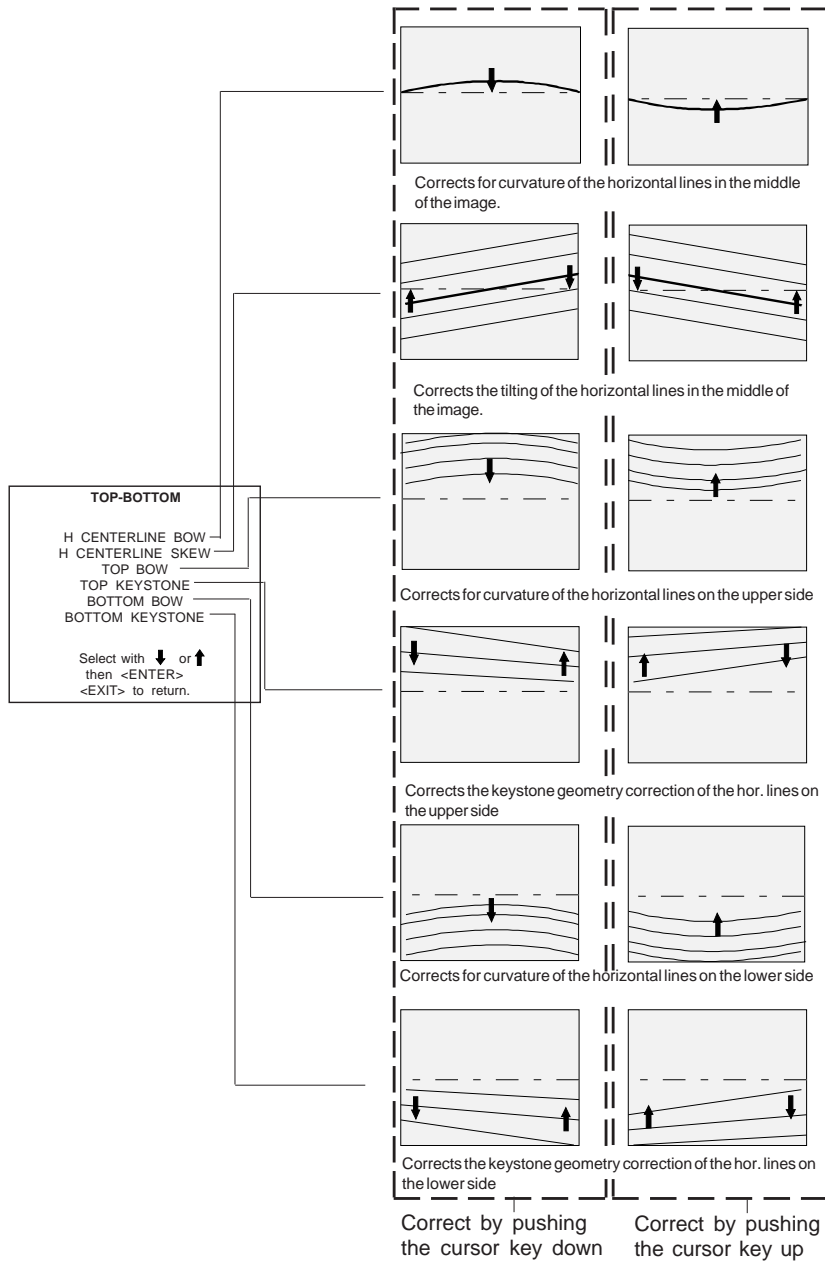 Corrects for curvature of the horizontal lines in the middle
of the image.
Corrects the tilting of the horizontal lines in the middle of
the image.
TOP-BOTTOM
H CENTERLINE BOW
H CENTERLINE SKEW
TOP BOW
TOP KEYSTONE
BOTTOM BOW
BOTTOM KEYSTONE
Select with or
then <ENTER>
<EXIT> to return.
Corrects for curvature of the horizontal lines on the upper side
Corrects the keystone geometry correction of the hor. lines on
the upper side
Corrects for curvature of the horizontal lines on the lower side
Corrects the keystone geometry correction of the hor. lines on
the lower side
Correct by pushing
the cursor key down
Correct by pushing
the cursor key up